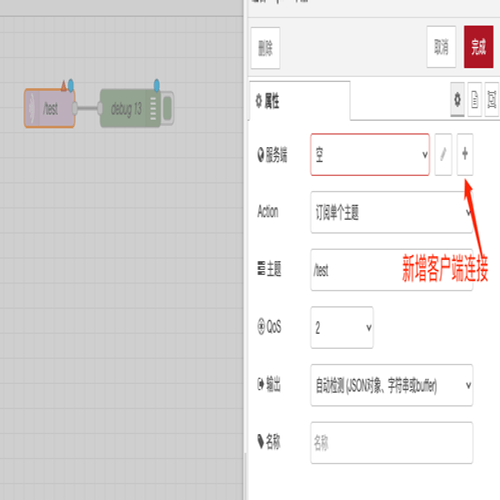 删除
取消
完成
属性
/test
debug 13
服务端
空
Action
订阅单个主题
新增客户端连接
主题
/test
QoS
2
输出
自动检测 (JSON对象、字符串或buffer)
名称
名称